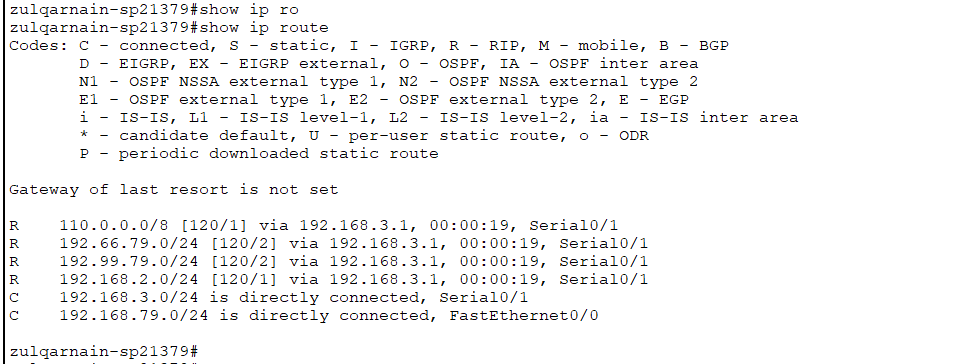 zulqarnain-sp21379#show ip ro
zulqarnain-sp21379#show ip route
Codes: C - connected, S - static, I - IGRP, R - RIP, M - mobile, B - BGP
       D - EIGRP, EX - EIGRP external, O - OSPF, IA - OSPF inter area
       N1 - OSPF NSSA external type 1, N2 - OSPF NSSA external type 2
       E1 - OSPF external type 1, E2 - OSPF external type 2, E - EGP
       i - IS-IS, L1 - IS-IS level-1, L2 - IS-IS level-2, ia - IS-IS inter area
       * - candidate default, U - per-user static route, o - ODR
       P - periodic downloaded static route
Gateway of last resort is not set
R    110.0.0.0/8 [120/1] via 192.168.3.1, 00:00:19, Serial0/1
R    192.66.79.0/24 [120/2] via 192.168.3.1, 00:00:19, Serial0/1
R    192.99.79.0/24 [120/2] via 192.168.3.1, 00:00:19, Serial0/1
R    192.168.2.0/24 [120/1] via 192.168.3.1, 00:00:19, Serial0/1
C    192.168.3.0/24 is directly connected, Serial0/1
C    192.168.79.0/24 is directly connected, FastEthernet0/0
zulqarnain-sp21379#